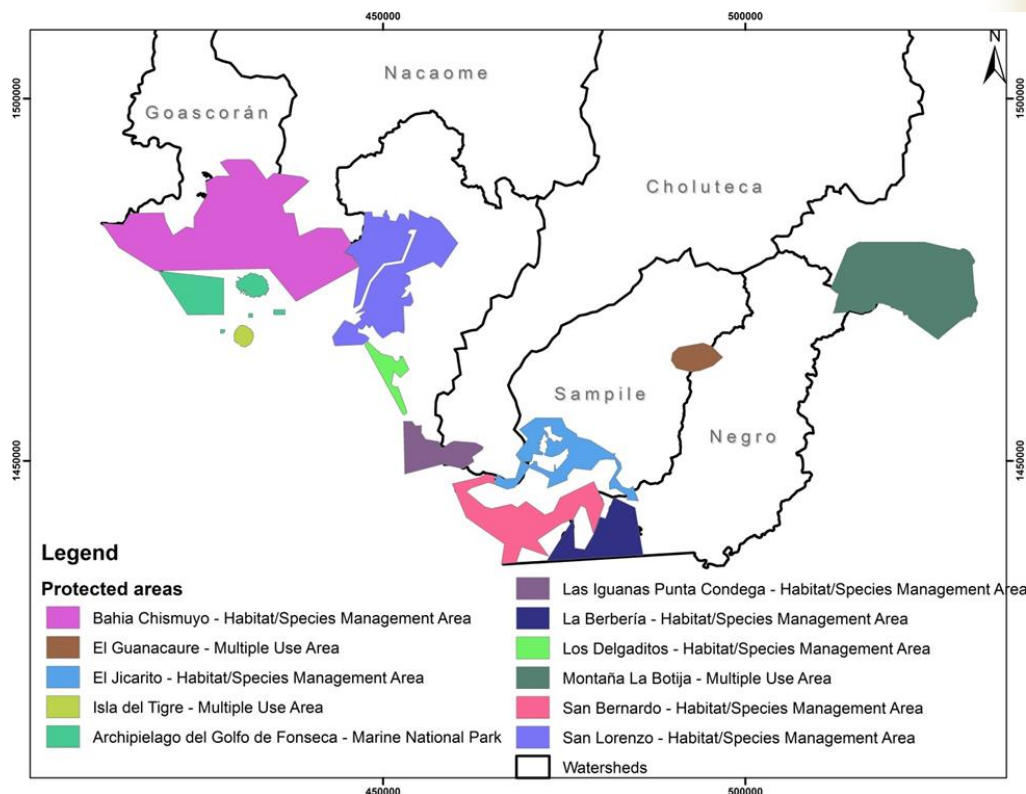 450000
500000
N
Nacaome
1500000
1500000
Goascorán
Choluteca
Sampile
Negro
1450000
1450000
Legend
Protected areas
Bahia Chismuyo - Habitat/Species Management Area
El Guanacaure - Multiple Use Area
El Jicarito - Habitat/Species Management Area
Isla del Tigre - Multiple Use Area
Archipielago del Golfo de Fonseca - Marine National Park
Las Iguanas Punta Condega - Habitat/Species Management Area
La Berbería - Habitat/Species Management Area
Los Delgaditos - Habitat/Species Management Area
Montaña La Botija - Multiple Use Area
San Bernardo - Habitat/Species Management Area
San Lorenzo - Habitat/Species Management Area
Watersheds
450000
500000